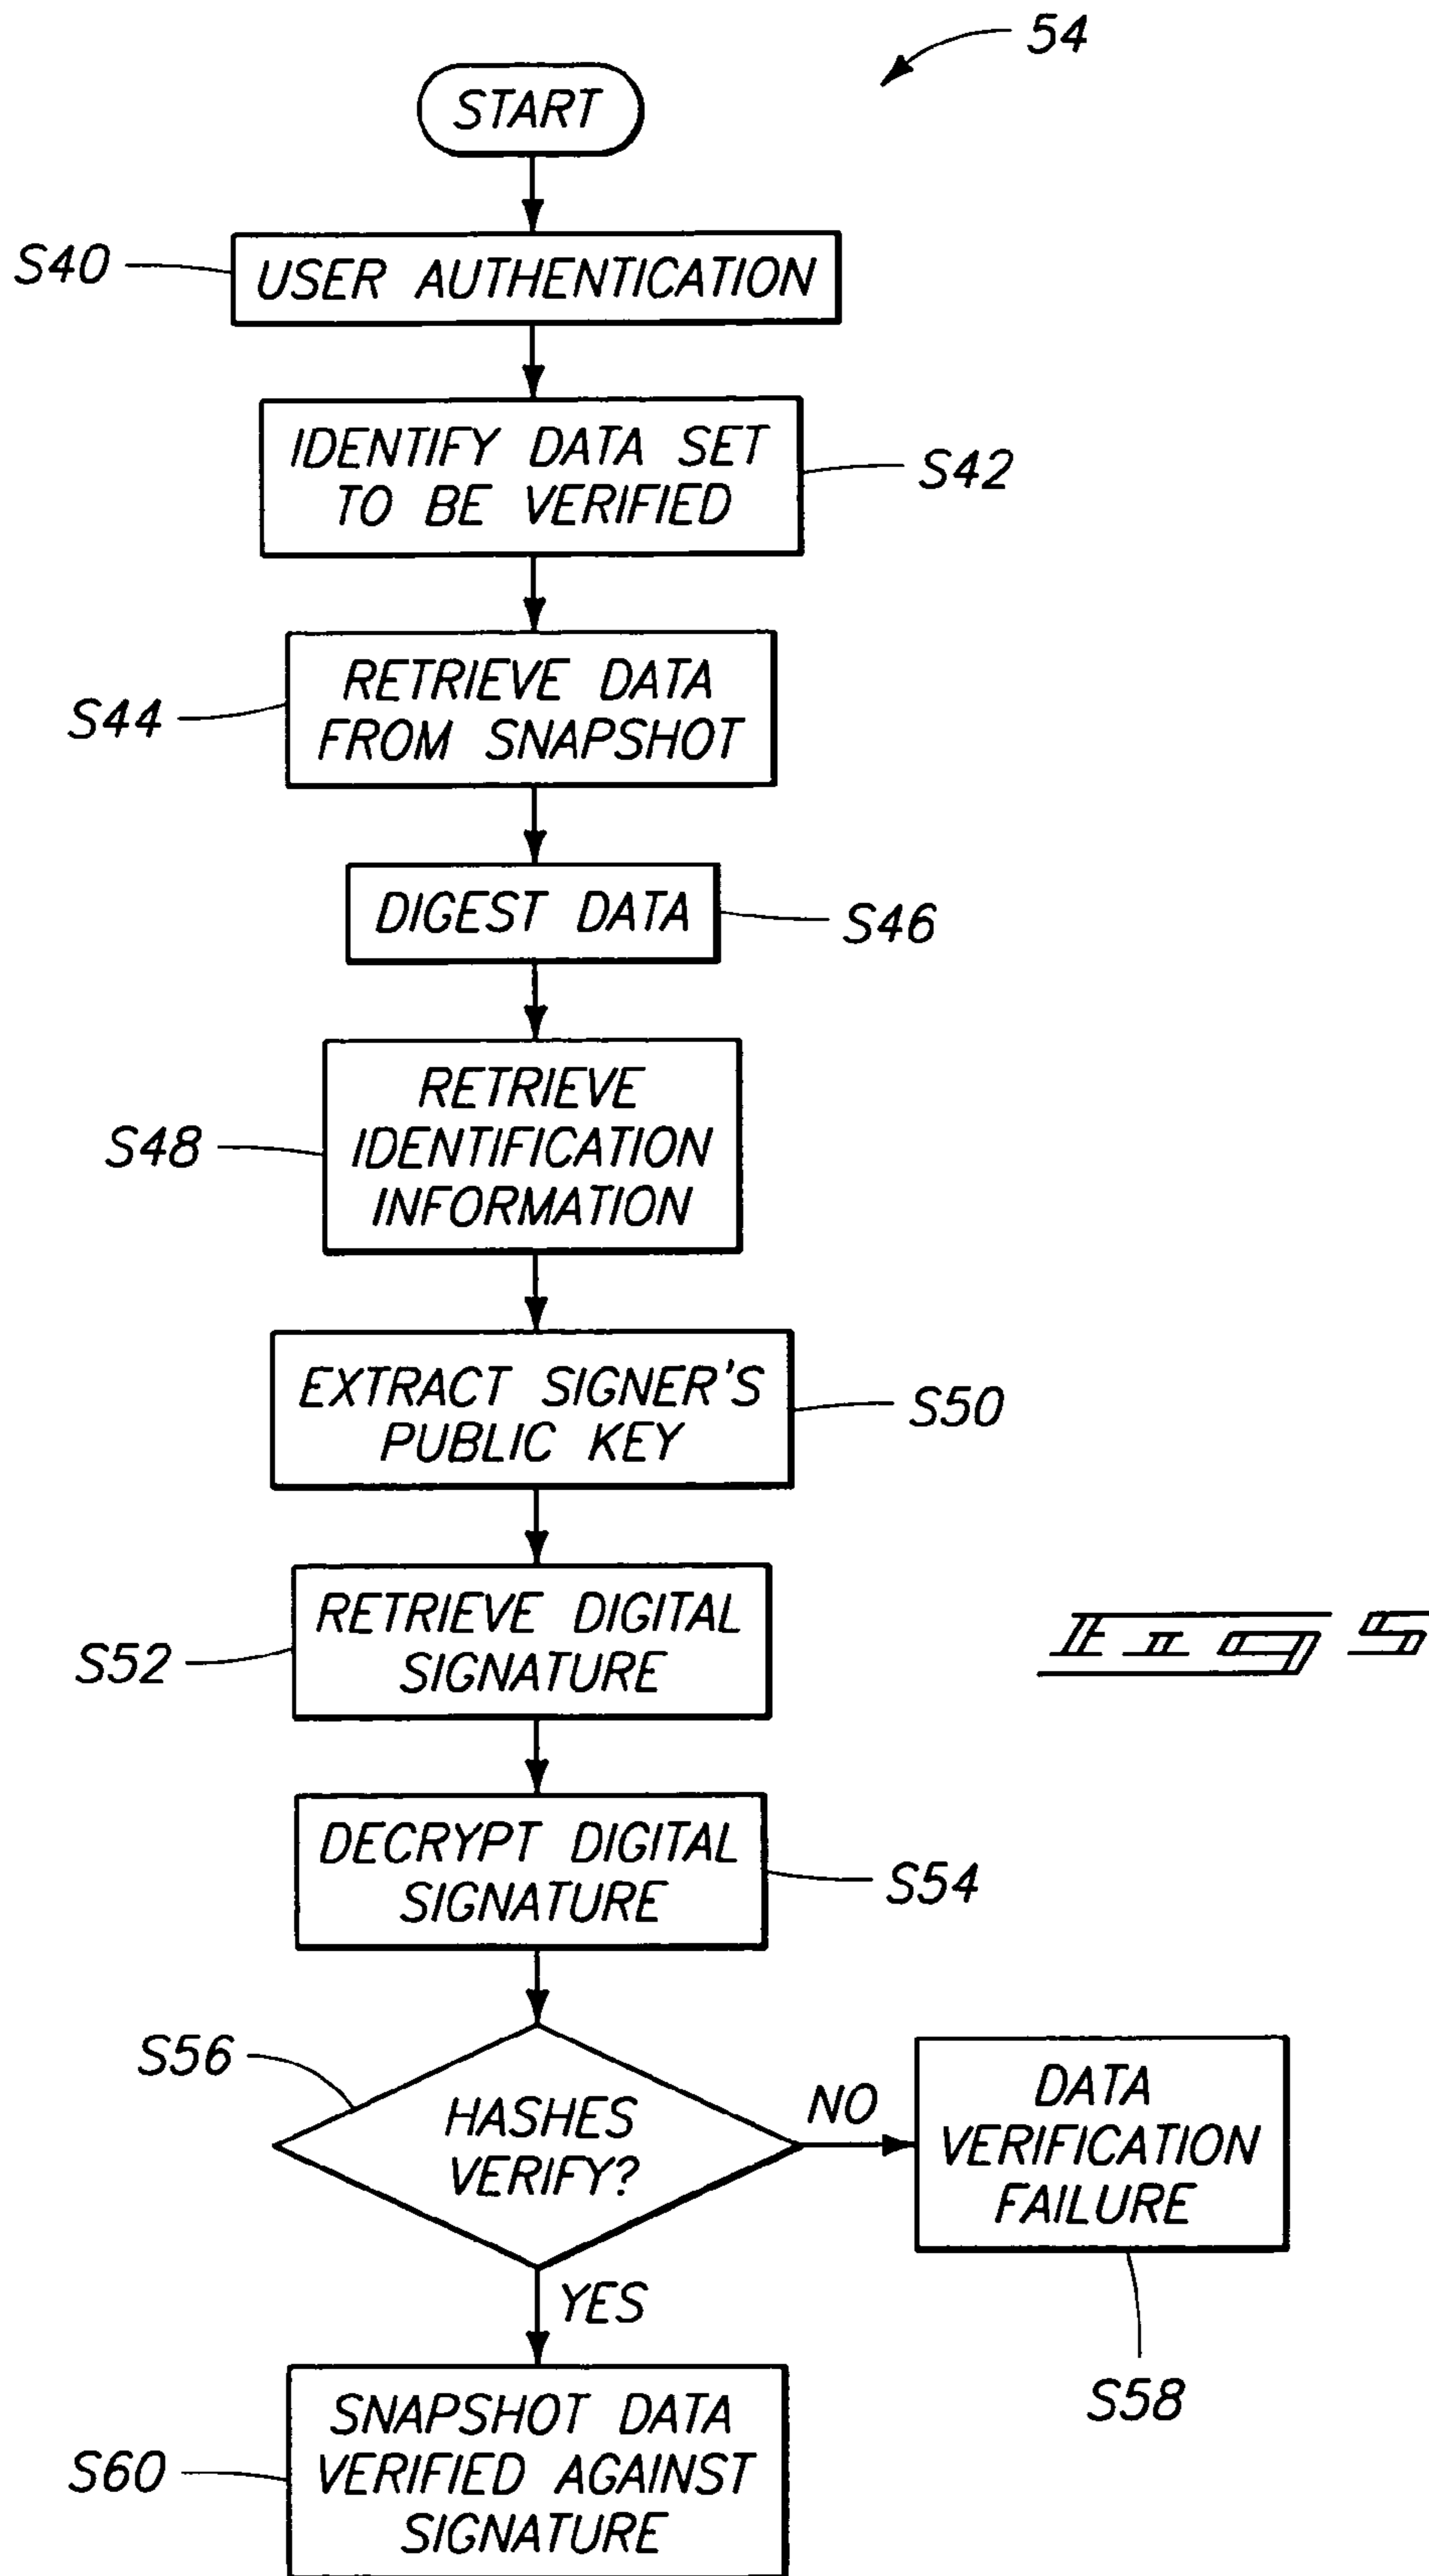 54
START
S40
USER AUTHENTICATION
IDENTIFY DATA SET
TO BE VERIFIED
S42
RETRIEVE DATA
FROM SNAPSHOT
S44
DIGEST DATA
S46
RETRIEVE
IDENTIFICATION
INFORMATION
S48
EXTRACT SIGNER'S
PUBLIC KEY
S50
RETRIEVE DIGITAL
SIGNATURE
S52
FIG 5
DECRYPT DIGITAL
SIGNATURE
S54
S56
HASHES
VERIFY?
NO
DATA
VERIFICATION
FAILURE
S58
YES
SNAPSHOT DATA
VERIFIED AGAINST
SIGNATURE
S60